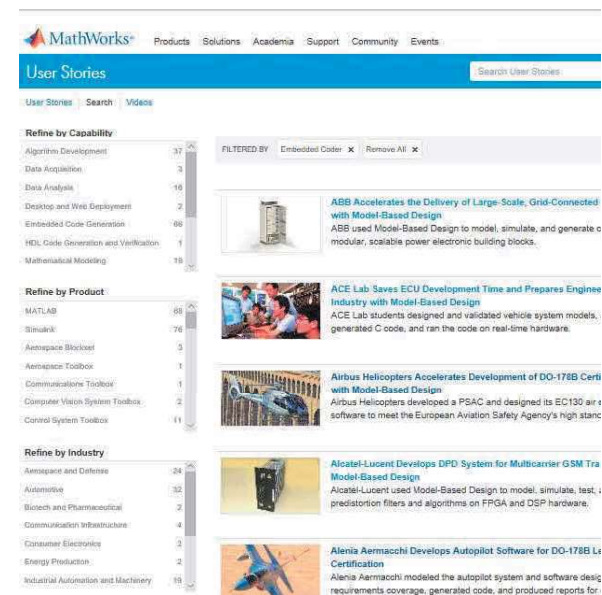 MathWorks®
Products Solutions Academia Support Community Events
User Stories
Search User Stories
User Stories Search Videos
Refine by Capability
Algorithm Development 37
Data Acquisition 3
Data Analysis 16
Desktop and Web Deployment 2
Embedded Code Generation 66
HDL Code Generation and Verification 1
Mathematical Modeling
Refine by Product
MATLAB 68
Simulink 76
Aerospace Blockset 3
Aerospace Toolbox 1
Communications Toolbox 1
Computer Vision System Toolbox 2
Control System Toolbox 11
Refine by Industry
Aerospace and Defense 24
Automotive 32
Biotech and Pharmaceutical 2
Communication Infrastructure 4
Consumer Electronics 2
Energy Production 2
Industrial Automation and Machinery 19
FILTERED BY Embedded Coder × Remove All ×
ABB Accelerates the Delivery of Large-Scale, Grid-Connected
with Model-Based Design
ABB used Model-Based Design to model, simulate, and generate c
modular, scalable power electronic building blocks.
ACE Lab Saves ECU Development Time and Prepares Enginee
Industry with Model-Based Design
ACE Lab students designed and validated vehicle system models,
generated C code, and ran the code on real-time hardware.
Airbus Helicopters Accelerates Development of DO-178B Certi
with Model-Based Design
Airbus Helicopters developed a PSAC and designed its EC130 air c
software to meet the European Aviation Safety Agency's high stanc
Alcatel-Lucent Develops DPD System for Multicarrier GSM Tra
Model-Based Design
Alcatel-Lucent used Model-Based Design to model, simulate, test, a
predistortion filters and algorithms on FPGA and DSP hardware.
Alenia Aermacchi Develops Autopilot Software for DO-178B Le
Certification
Alenia Aermacchi modeled the autopilot system and software desig
requirements coverage, generated code, and produced reports for